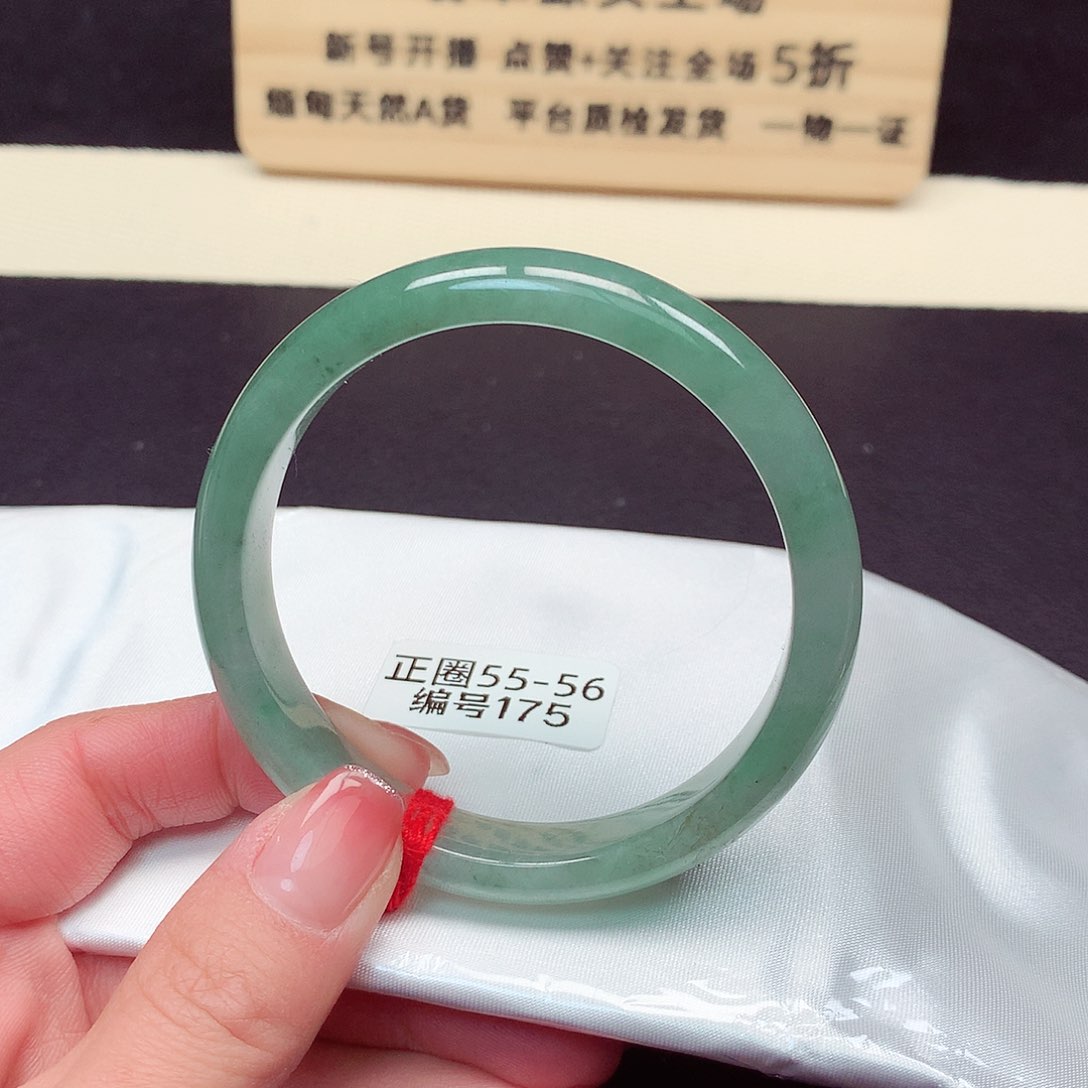 新号开播 点赞+关注全场5折
缅甸天然A货 平台质检发货 一物一证
正圈55-56
编号175